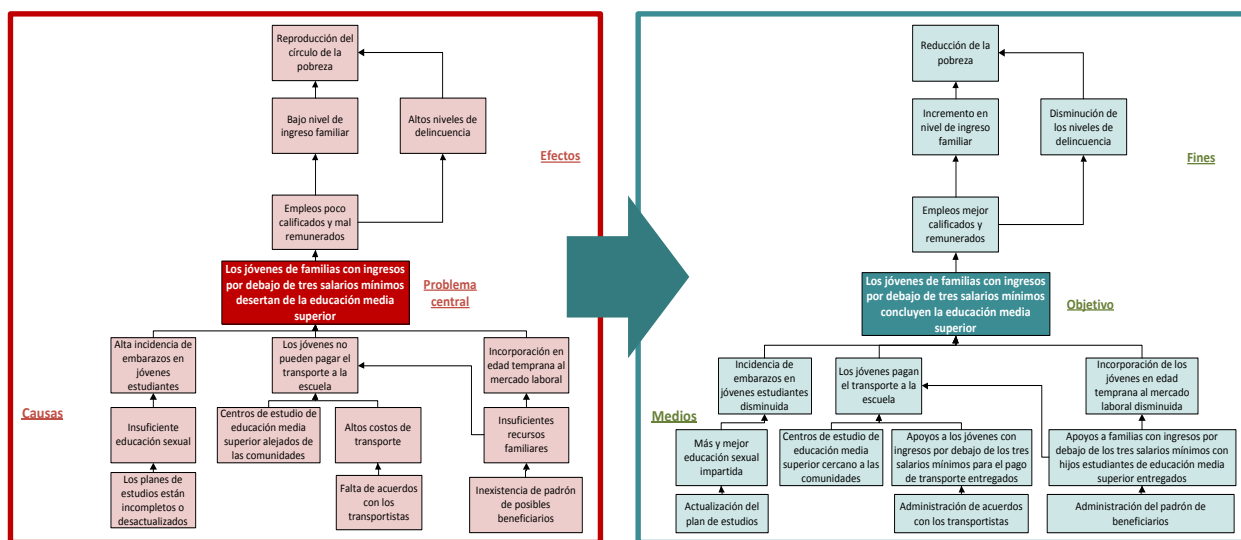 Reproducción del
círculo de la
pobreza
Bajo nivel de
ingreso familiar
Altos niveles de
delincuencia
Efectos
Empleos poco
calificados y mal
remunerados
Los jóvenes de familias con ingresos
por debajo de tres salarios mínimos
desertan de la educación media
superior
Problema
central
Alta incidencia de
embarazos en
jóvenes
estudiantes
Los jóvenes no
pueden pagar el
transporte a la
escuela
Incorporación en
edad temprana al
mercado laboral
Causas
Insuficiente
educación sexual
Centros de estudio de
educación media
superior alejados de
las comunidades
Altos costos de
transporte
Insuficientes
recursos
familiares
Los planes de
estudios están
incompletos o
desactualizados
Falta de acuerdos
con los
transportistas
Inexistencia de padrón de
posibles beneficiarios
Reducción de la
pobreza
Incremento en
nivel de ingreso
familiar
Disminución de
los niveles de
delincuencia
Fines
Empleos mejor
calificados y
remunerados
Los jóvenes de familias con ingresos
por debajo de tres salarios mínimos
concluyen la educación media
superior
Objetivo
Incidencia de
embarazos en
jóvenes estudiantes
disminuida
Los jóvenes pagan
el transporte a la
escuela
Incorporación de los
jóvenes en edad
temprana al mercado
laboral disminuida
Medios
Más y mejor
educación sexual
impartida
Centros de estudio de
educación media
superior cercano a las
comunidades
Apoyos a los jóvenes con
ingresos por debajo de los tres
salarios mínimos para el pago
de transporte entregados
Apoyos a familias con ingresos por
debajo de los tres salarios mínimos con
hijos estudiantes de educación media
superior entregados
Actualización del
plan de estudios
Administración de acuerdos
con los transportistas
Administración del padrón de
beneficiarios